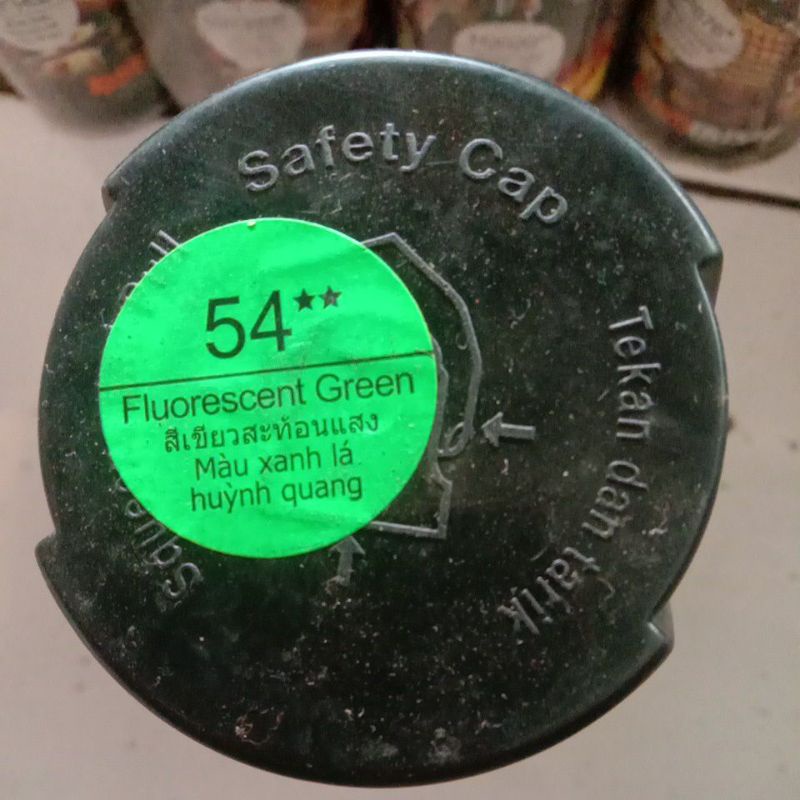 Safety Cap
54**
Fluorescent Green
สีเขียวสะท้อนแสง
Màu xanh lá
huỳnh quang
Tekan dan tarik